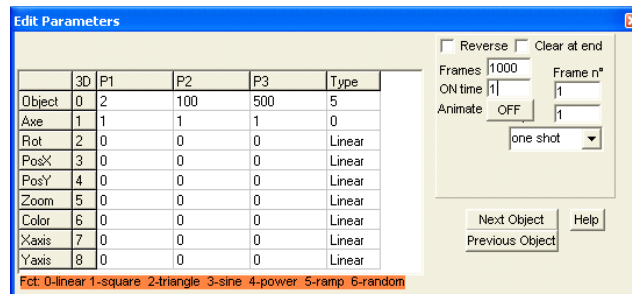 Edit Parameters
Reverse Clear at end
Frames 1000 Frame n°
ON time 1 1
Animate OFF 1
one shot
3D P1 P2 P3 Type
Object 0 2 100 500 5
Axe 1 1 1 1 0
Rot 2 0 0 0 Linear
PosX 3 0 0 0 Linear
PosY 4 0 0 0 Linear
Zoom 5 0 0 0 Linear
Color 6 0 0 0 Linear
Xaxis 7 0 0 0 Linear
Yaxis 8 0 0 0 Linear
Next Object Help
Previous Object
Fct: 0-linear 1-square 2-triangle 3-sine 4-power 5-ramp 6-random